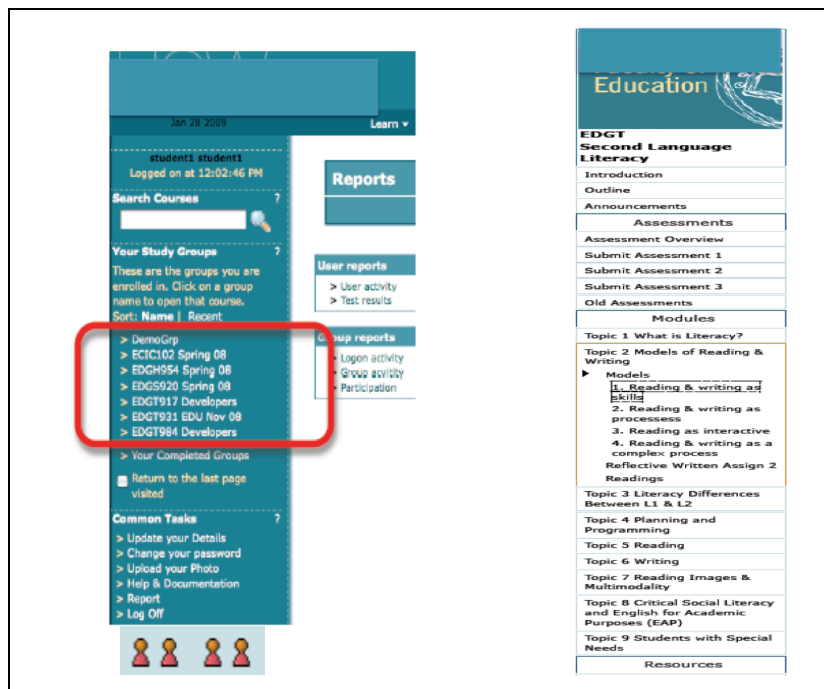 Jan 28 2009
Learn
student1 student1
Logged on at 12:02:46 PM
Search Courses ?
Your Study Groups ?
These are the groups you are
enrolled in. Click on a group
name to open that course.
Sort: Name | Recent
> DemoGrp
> ECIC102 Spring 08
> EDGH954 Spring 08
> EDGS920 Spring 08
> EDGT917 Developers
> EDGT931 EDU Nov 08
> EDGT984 Developers
> Your Completed Groups
Return to the last page
visited
Common Tasks ?
> Update your Details
> Change your password
> Upload your Photo
> Help & Documentation
> Report
> Log Off
Reports
User reports
> User activity
> Test results
Group reports
> Logon activity
> Group acvitity
> Participation
Education
EDGT
Second Language
Literacy
Introduction
Outline
Announcements
Assessments
Assessment Overview
Submit Assessment 1
Submit Assessment 2
Submit Assessment 3
Old Assessments
Modules
Topic 1 What is Literacy?
Topic 2 Models of Reading &
Writing
Models
1. Reading & writing as
skills
2. Reading & writing as
processess
3. Reading as interactive
4. Reading & writing as a
complex process
Reflective Written Assign 2
Readings
Topic 3 Literacy Differences
Between L1 & L2
Topic 4 Planning and
Programming
Topic 5 Reading
Topic 6 Writing
Topic 7 Reading Images &
Multimodality
Topic 8 Critical Social Literacy
and English for Academic
Purposes (EAP)
Topic 9 Students with Special
Needs
Resources